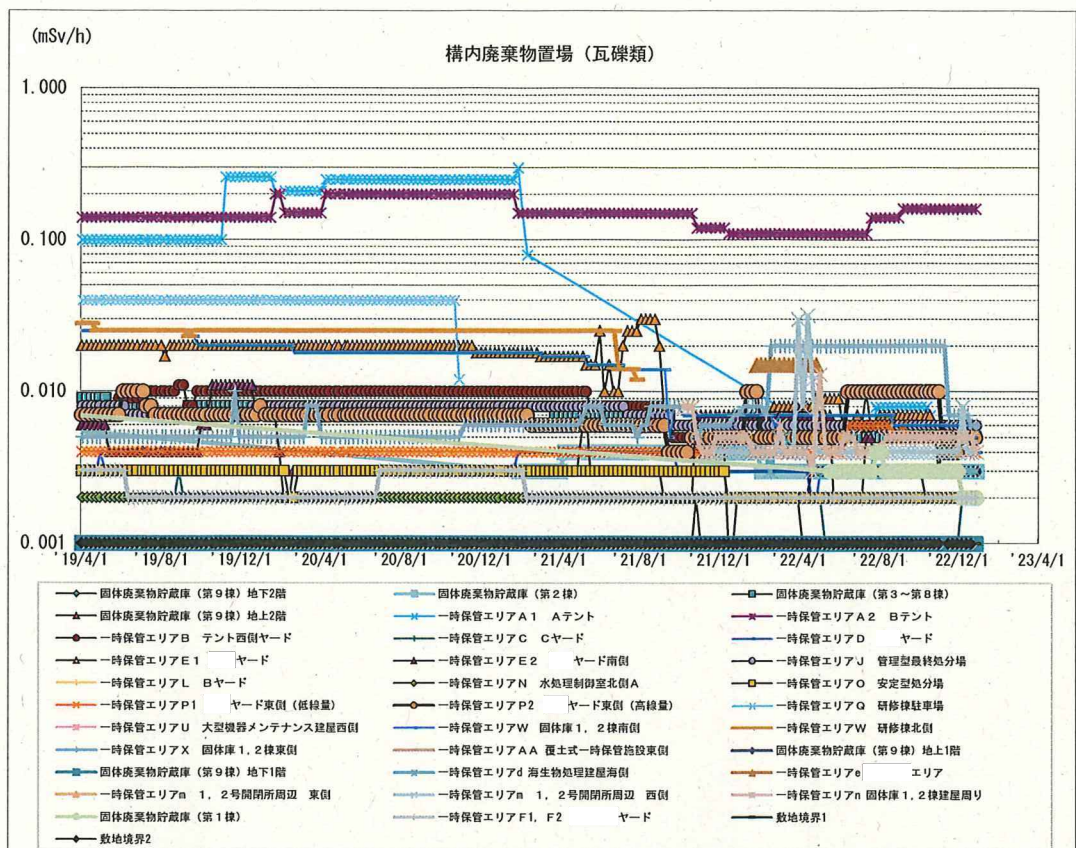 (mSv/h)
構内廃棄物置場（瓦礫類）
1.000
0.100
0.010
0.001
'19/4/1 '19/8/1 '19/12/1 '20/4/1 '20/8/1 '20/12/1 '21/4/1 '21/8/1 '21/12/1 '22/4/1 '22/8/1 '22/12/1 '23/4/1
固体廃棄物貯蔵庫（第９棟）地下2階 固体廃棄物貯蔵庫（第２棟） 固体廃棄物貯蔵庫（第３～第８棟）
固体廃棄物貯蔵庫（第９棟）地上2階 一時保管エリアＡ１　Ａテント 一時保管エリアＡ２　Ｂテント
一時保管エリアＢ　テント西側ヤード 一時保管エリアＣ　Ｃヤード 一時保管エリアＤ ヤード
一時保管エリアＥ１ ヤード 一時保管エリアＥ２ ヤード南側 一時保管エリアＪ　管理型最終処分場
一時保管エリアＬ　Ｂヤード 一時保管エリアＮ　水処理制御室北側Ａ 一時保管エリアＯ　安定型処分場
一時保管エリアＰ１ ヤード東側（低線量） 一時保管エリアＰ２ ヤード東側（高線量） 一時保管エリアＱ　研修棟駐車場
一時保管エリアＵ　大型機器メンテナンス建屋西側 一時保管エリアＷ　固体庫１，２棟南側 一時保管エリアＷ　研修棟北側
一時保管エリアＸ　固体庫1,2棟東側 一時保管エリアＡＡ 覆土式一時保管施設東側 固体廃棄物貯蔵庫（第９棟）地上1階
固体廃棄物貯蔵庫（第９棟）地下1階 一時保管エリアd 海生物処理建屋海側 一時保管エリアe エリア
一時保管エリアm　１，２号開閉所周辺　東側 一時保管エリアm　１，２号開閉所周辺　西側 一時保管エリアn 固体庫1,2棟建屋周り
固体廃棄物貯蔵庫（第１棟） 一時保管エリアＦ１，Ｆ２ ヤード 敷地境界1
敷地境界2